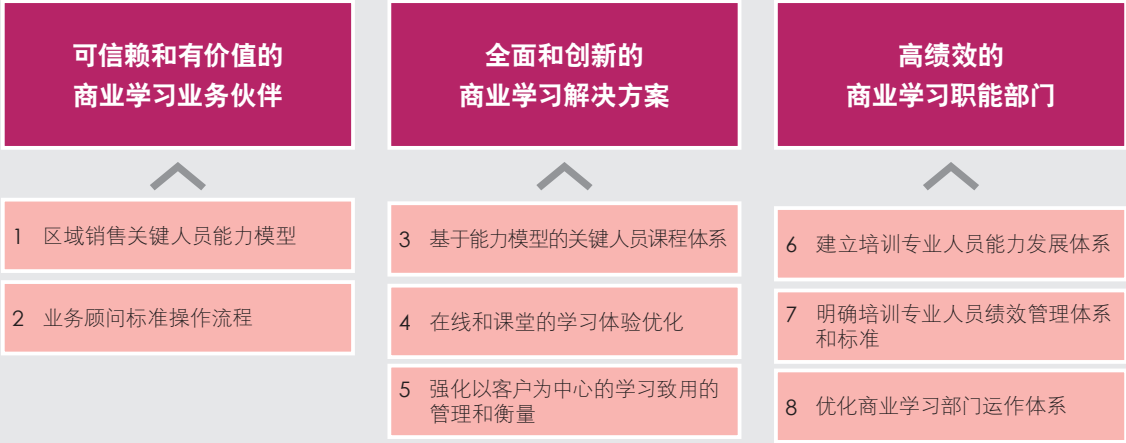 可信赖和有价值的
商业学习业务伙伴
1 区域销售关键人员能力模型
2 业务顾问标准操作流程
全面和创新的
商业学习解决方案
3 基于能力模型的关键人员课程体系
4 在线和课堂的学习体验优化
5 强化以客户为中心的学习致用的
管理和衡量
高绩效的
商业学习职能部门
6 建立培训专业人员能力发展体系
7 明确培训专业人员绩效管理体系
和标准
8 优化商业学习部门运作体系